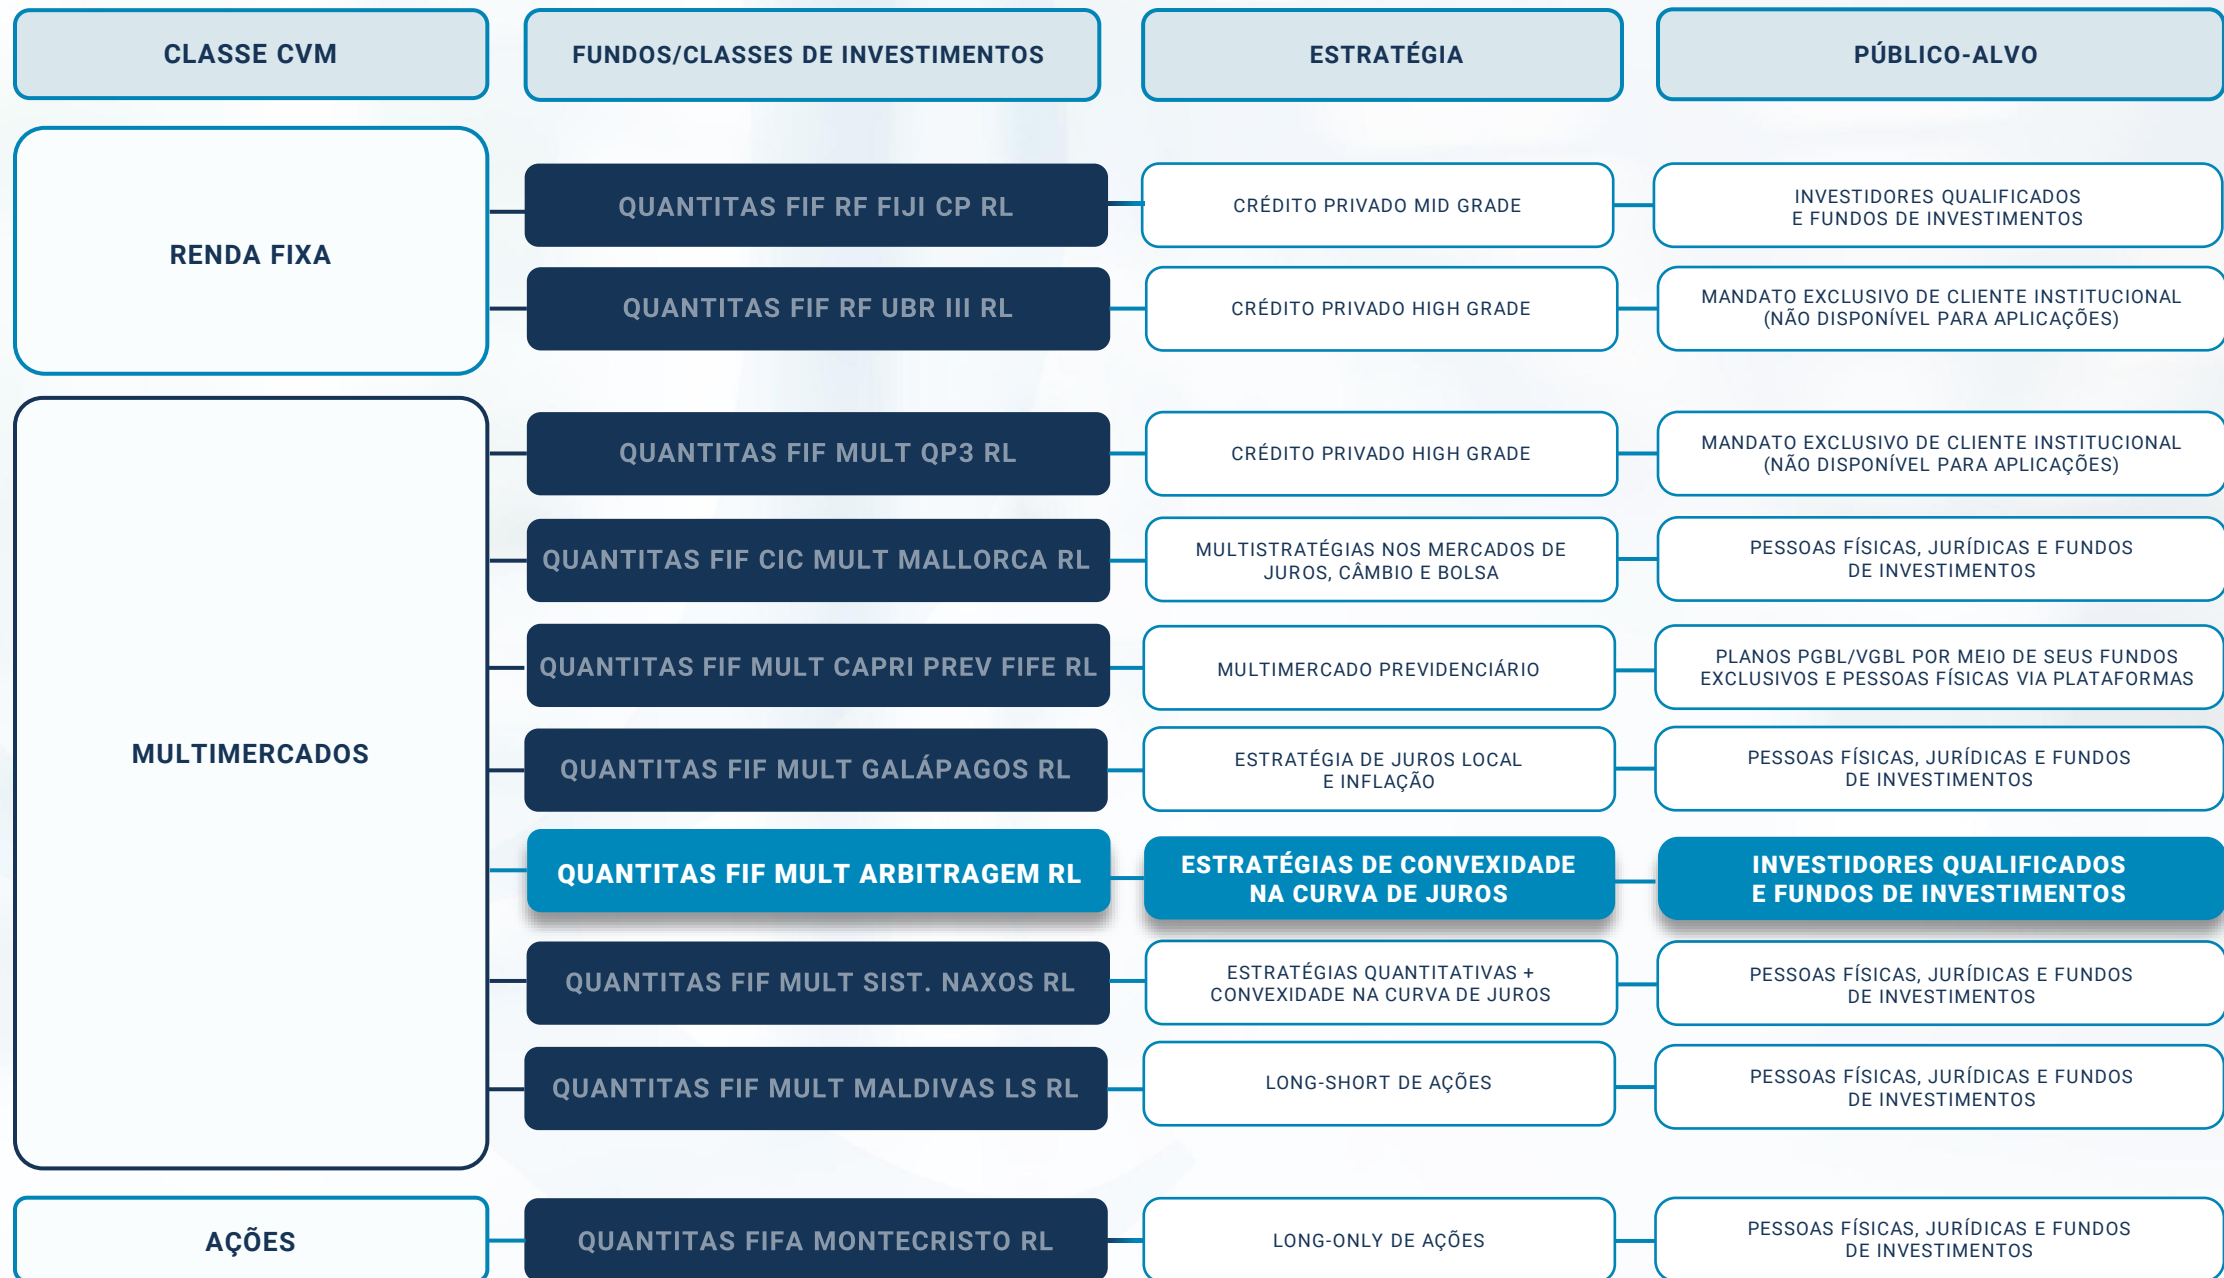 CLASSE CVM
FUNDOS/CLASSES DE INVESTIMENTOS
ESTRATÉGIA
PÚBLICO-ALVO
RENDA FIXA
QUANTITAS FIF RF FIJI CP RL
CRÉDITO PRIVADO MID GRADE
INVESTIDORES QUALIFICADOS
E FUNDOS DE INVESTIMENTOS
QUANTITAS FIF RF UBR III RL
CRÉDITO PRIVADO HIGH GRADE
MANDATO EXCLUSIVO DE CLIENTE INSTITUCIONAL
(NÃO DISPONÍVEL PARA APLICAÇÕES)
MULTIMERCADOS
QUANTITAS FIF MULT QP3 RL
CRÉDITO PRIVADO HIGH GRADE
MANDATO EXCLUSIVO DE CLIENTE INSTITUCIONAL
(NÃO DISPONÍVEL PARA APLICAÇÕES)
QUANTITAS FIF CIC MULT MALLORCA RL
MULTISTRATÉGIAS NOS MERCADOS DE
JUROS, CÂMBIO E BOLSA
PESSOAS FÍSICAS, JURÍDICAS E FUNDOS
DE INVESTIMENTOS
QUANTITAS FIF MULT CAPRI PREV FIFE RL
MULTIMERCADO PREVIDENCIÁRIO
PLANOS PGBL/VGBL POR MEIO DE SEUS FUNDOS
EXCLUSIVOS E PESSOAS FÍSICAS VIA PLATAFORMAS
QUANTITAS FIF MULT GALÁPAGOS RL
ESTRATÉGIA DE JUROS LOCAL
E INFLAÇÃO
PESSOAS FÍSICAS, JURÍDICAS E FUNDOS
DE INVESTIMENTOS
QUANTITAS FIF MULT ARBITRAGEM RL
ESTRATÉGIAS DE CONVEXIDADE
NA CURVA DE JUROS
INVESTIDORES QUALIFICADOS
E FUNDOS DE INVESTIMENTOS
QUANTITAS FIF MULT SIST. NAXOS RL
ESTRATÉGIAS QUANTITATIVAS +
CONVEXIDADE NA CURVA DE JUROS
PESSOAS FÍSICAS, JURÍDICAS E FUNDOS
DE INVESTIMENTOS
QUANTITAS FIF MULT MALDIVAS LS RL
LONG-SHORT DE AÇÕES
PESSOAS FÍSICAS, JURÍDICAS E FUNDOS
DE INVESTIMENTOS
AÇÕES
QUANTITAS FIFA MONTECRISTO RL
LONG-ONLY DE AÇÕES
PESSOAS FÍSICAS, JURÍDICAS E FUNDOS
DE INVESTIMENTOS